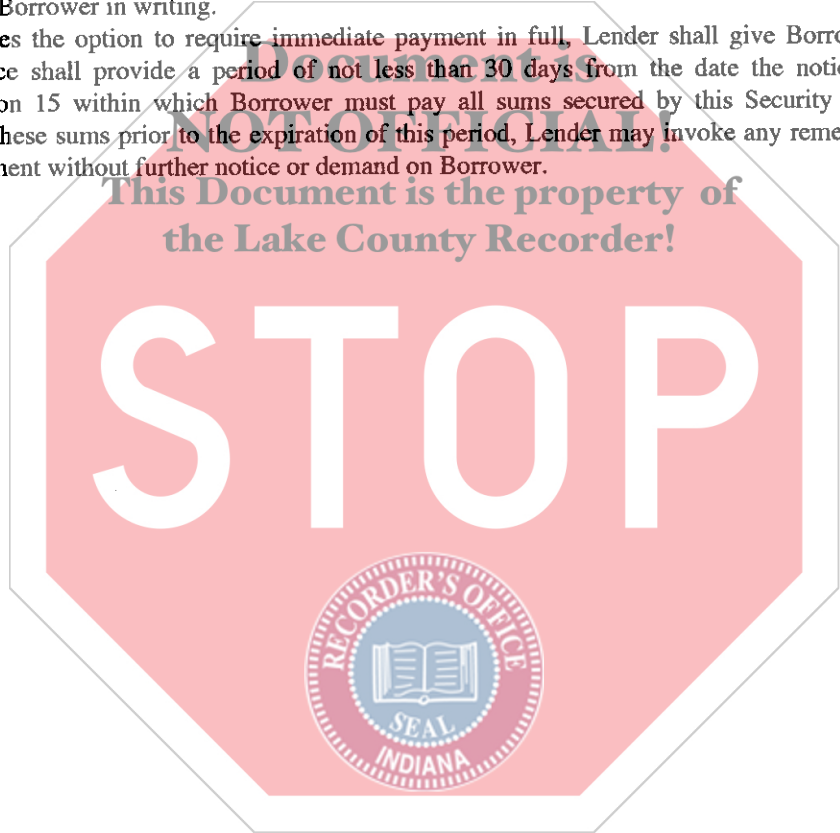 Borrower in writing.
es the option to require immediate payment in full, Lender shall give Borro
ce shall provide a period of not less than 30 days from the date the notic
on 15 within which Borrower must pay all sums secured by this Security
hese sums prior to the expiration of this period, Lender may invoke any reme
nent without further notice or demand on Borrower.
Document is
NOT OFFICIAL!
This Document is the property of
the Lake County Recorder!
STOP
RECORDER'S OFFICE
SEAL
INDIANA